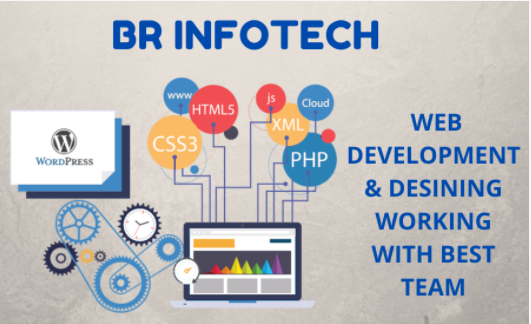 BR INFOTECH
www
HTML5
js
Cloud
CSS3
XML
PHP
W
WORDPRESS
WEB
DEVELOPMENT
& DESINING
WORKING
WITH BEST
TEAM